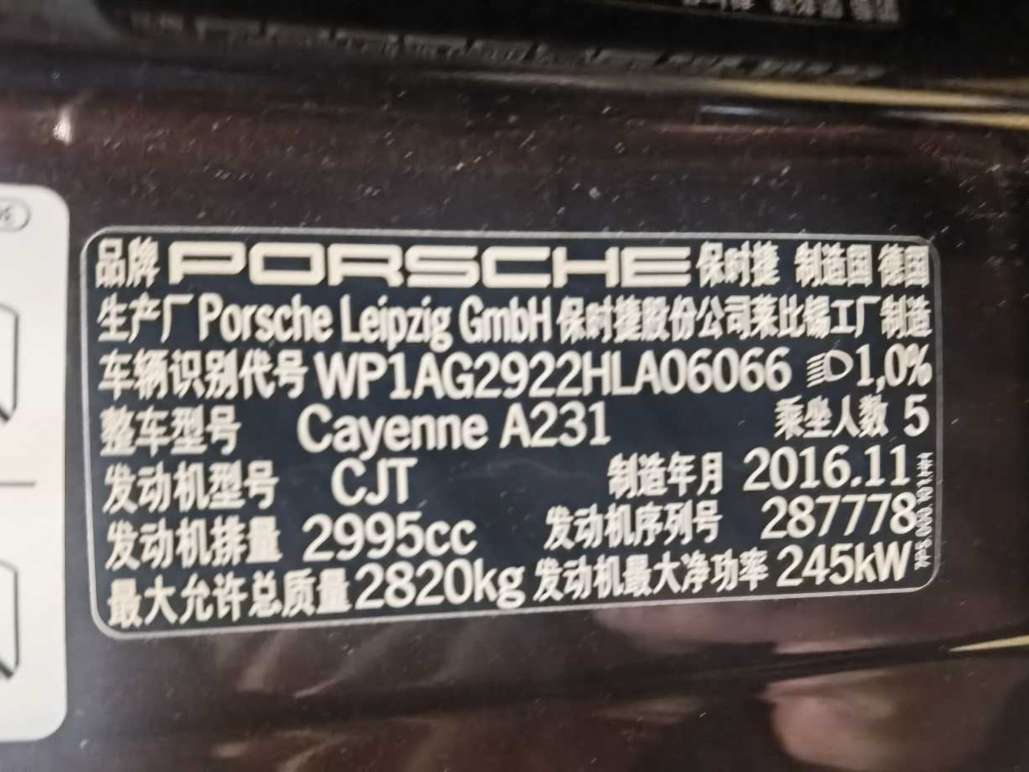 品牌 PORSCHE 保时捷 制造国 德国
生产厂 Porsche Leipzig GmbH 保时捷股份公司莱比锡工厂制造
车辆识别代号 WP1AG2922HLA06066 1,0%
整车型号 Cayenne A231 乘坐人数 5
发动机型号 CJT 制造年月 2016.11
发动机排量 2995cc 发动机序列号 287778
最大允许总质量 2820kg 发动机最大净功率 245kW